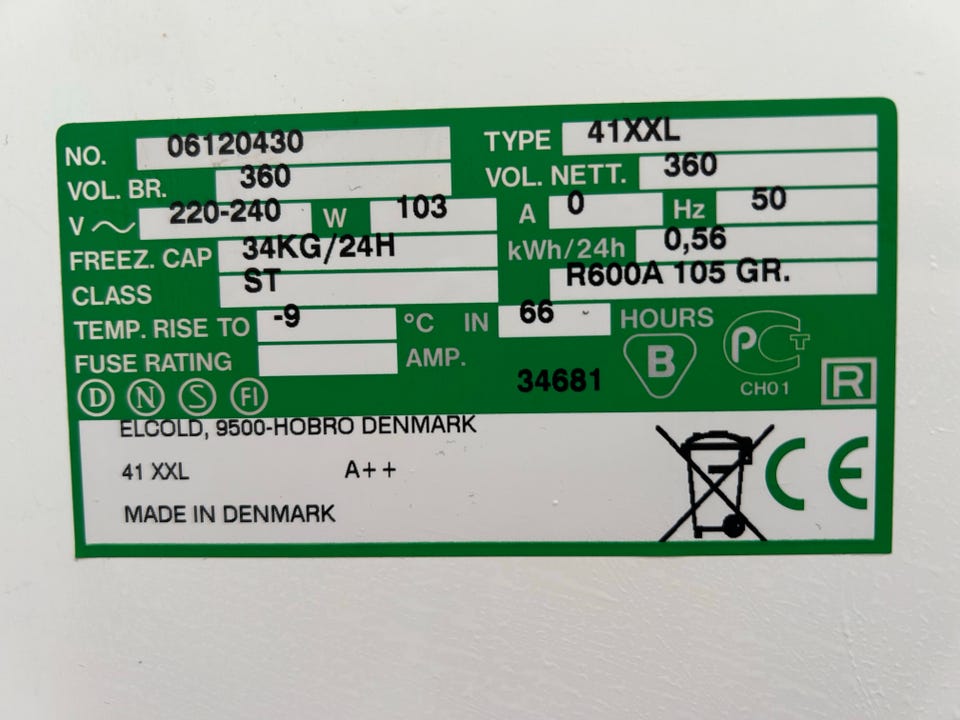 NO. 06120430 TYPE 41XXL
VOL. BR. 360 VOL. NETT. 360
V 220-240 W 103 A 0 Hz 50
FREEZ. CAP 34KG/24H kWh/24h 0,56
CLASS ST R600A 105 GR.
TEMP. RISE TO -9 °C IN 66 HOURS
FUSE RATING AMP.
34681 B PCT
CH01 R
D N S FI
ELCOLD, 9500-HOBRO DENMARK
41 XXL A++
MADE IN DENMARK
CE